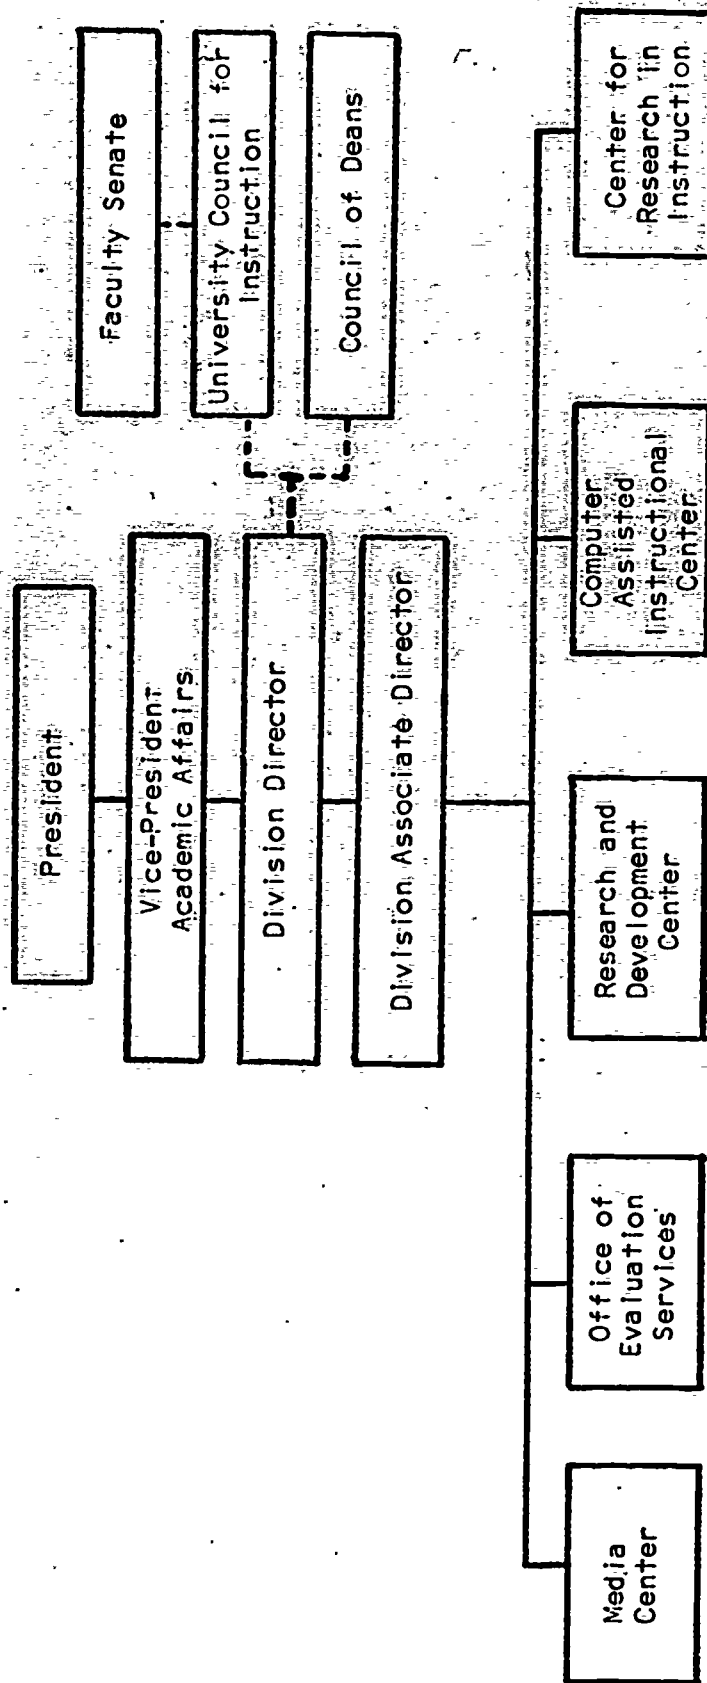 President
Vice-President
Academic Affairs
Division Director
Division Associate Director
Faculty Senate
University Council for
Instruction
Council of Deans
Media
Center
Office of
Evaluation
Services
Research and
Development
Center
Computer
Assisted
Instructional
Center
Center for
Research in
Instruction